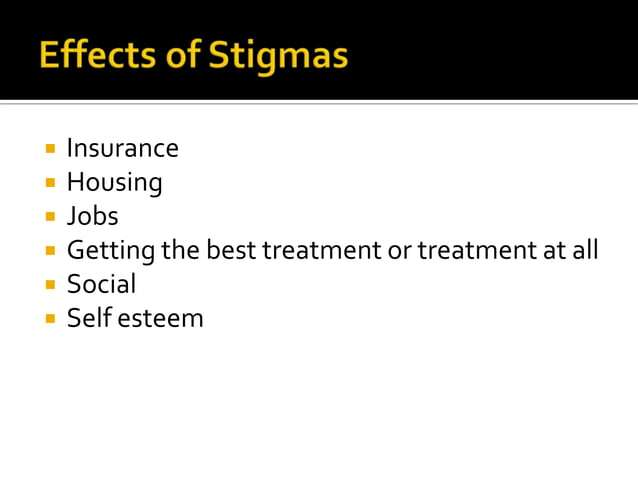 Effects of Stigmas
Insurance
Housing
Jobs
Getting the best treatment or treatment at all
Social
Self esteem